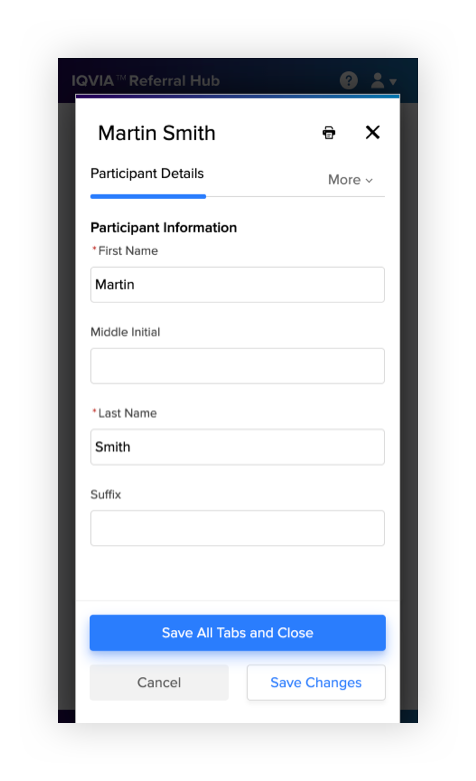 IQVIA™ Referral Hub
?
Martin Smith
Participant Details
More
Participant Information
*First Name
Martin
Middle Initial
*Last Name
Smith
Suffix
Save All Tabs and Close
Cancel
Save Changes